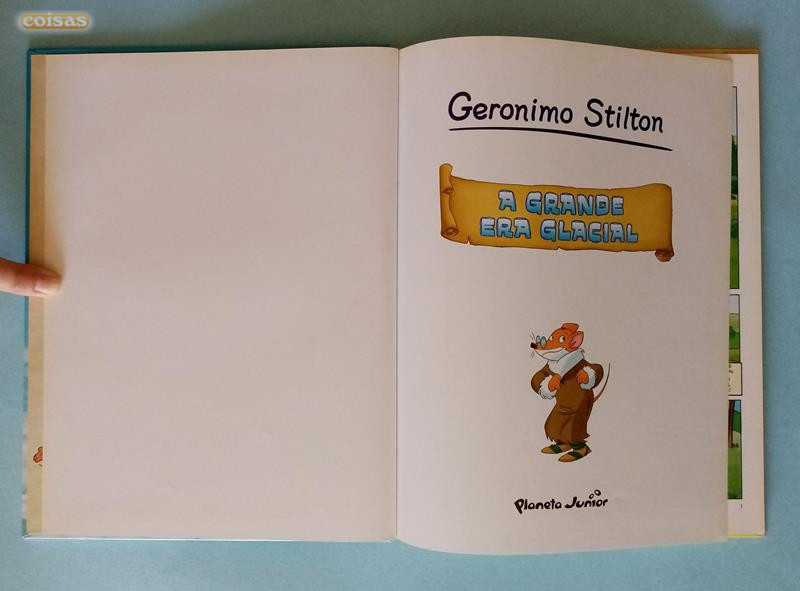 coisas
Geronimo Stilton
A GRANDE
ERA GLACIAL
Planeta Junior